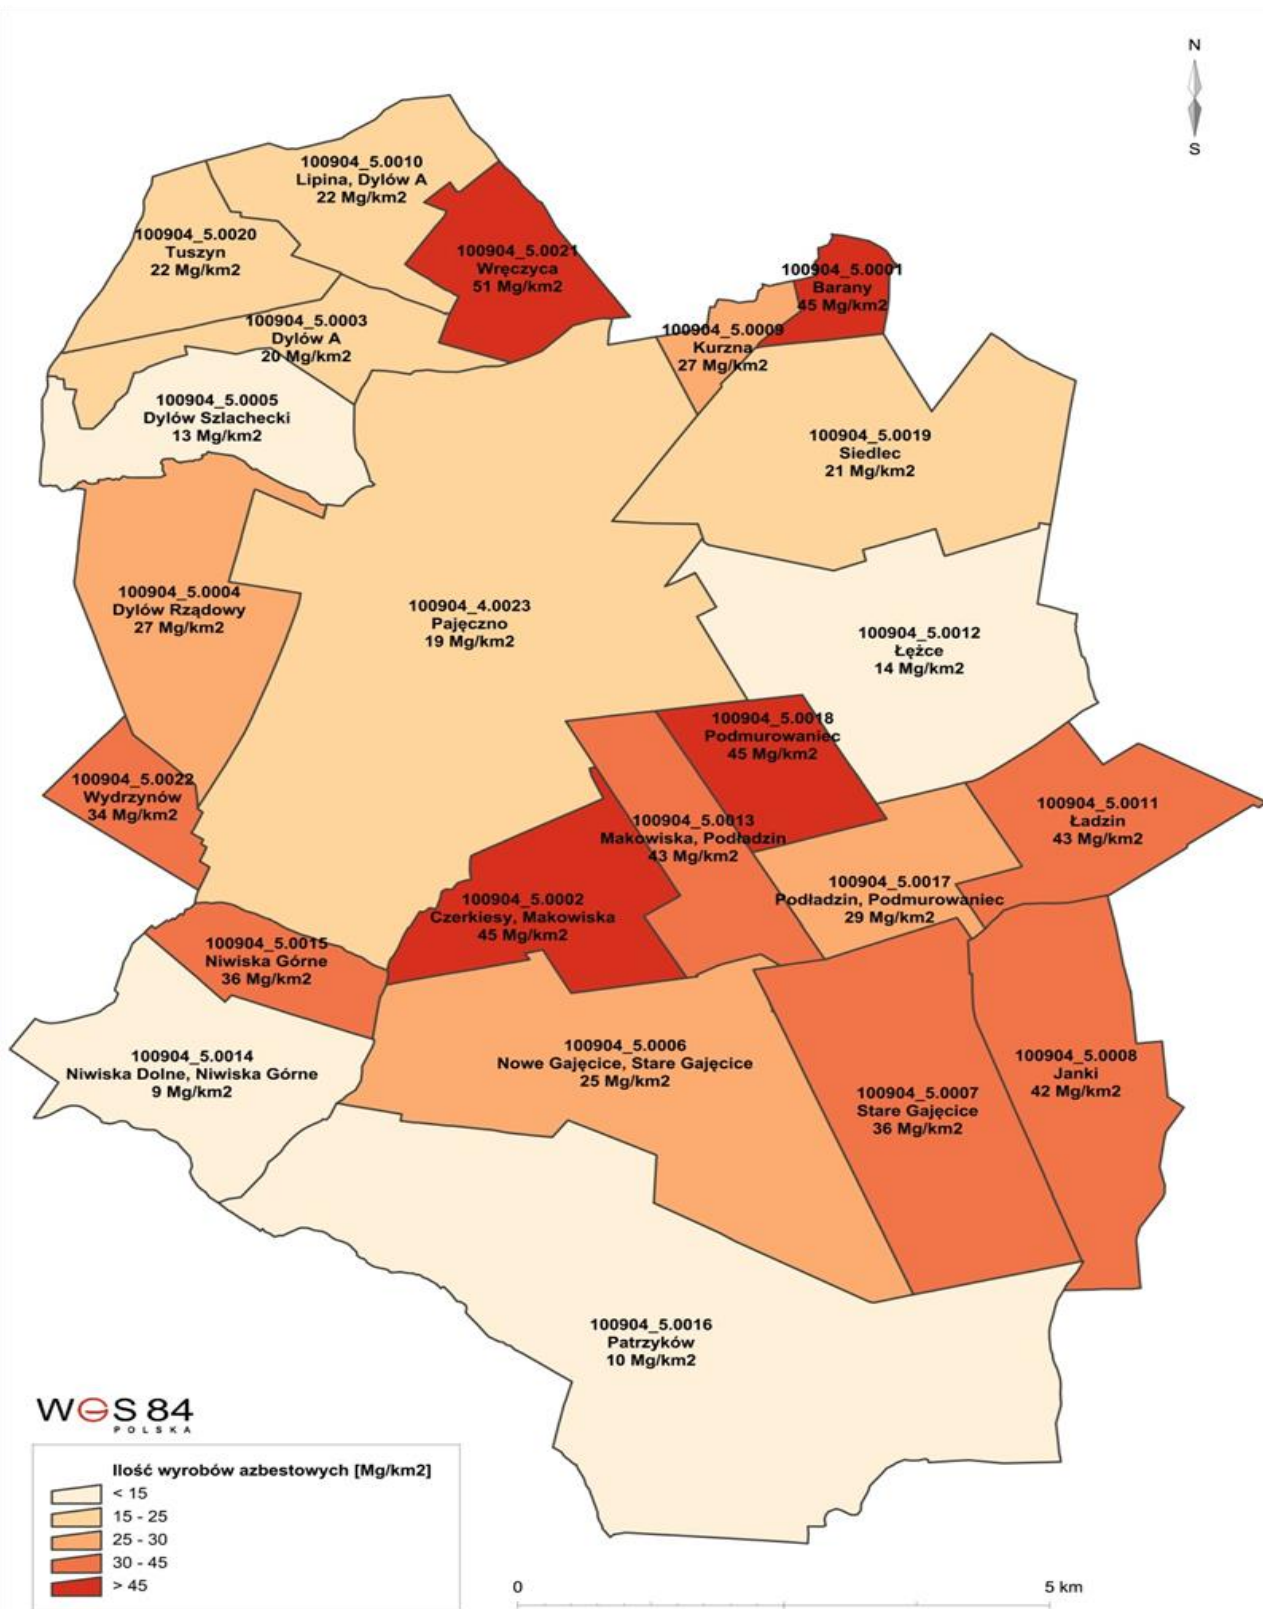 N
S
100904_5.0010
Lipina, Dylów A
22 Mg/km2
100904_5.0020
Tuszyn
22 Mg/km2
100904_5.0021
Wręczyca
51 Mg/km2
100904_5.0001
Barany
45 Mg/km2
100904_5.0003
Dylów A
20 Mg/km2
100904_5.0009
Kurzna
27 Mg/km2
100904_5.0005
Dylów Szlachecki
13 Mg/km2
100904_5.0019
Siedlec
21 Mg/km2
100904_5.0004
Dylów Rządowy
27 Mg/km2
100904_4.0023
Pajęczno
19 Mg/km2
100904_5.0012
Łężce
14 Mg/km2
100904_5.0018
Podmurowaniec
45 Mg/km2
100904_5.0022
Wydrzynów
34 Mg/km2
100904_5.0013
Makowiska, Podładzin
43 Mg/km2
100904_5.0011
Ładzin
43 Mg/km2
100904_5.0017
Podładzin, Podmurowaniec
29 Mg/km2
100904_5.0002
Czerkiesy, Makowiska
45 Mg/km2
100904_5.0015
Niwiska Górne
36 Mg/km2
100904_5.0014
Niwiska Dolne, Niwiska Górne
9 Mg/km2
100904_5.0006
Nowe Gajęcice, Stare Gajęcice
25 Mg/km2
100904_5.0007
Stare Gajęcice
36 Mg/km2
100904_5.0008
Janki
42 Mg/km2
100904_5.0016
Patrzyków
10 Mg/km2
WGS 84
POLSKA
Ilość wyrobów azbestowych [Mg/km2]
< 15
15 - 25
25 - 30
30 - 45
> 45
0
5 km